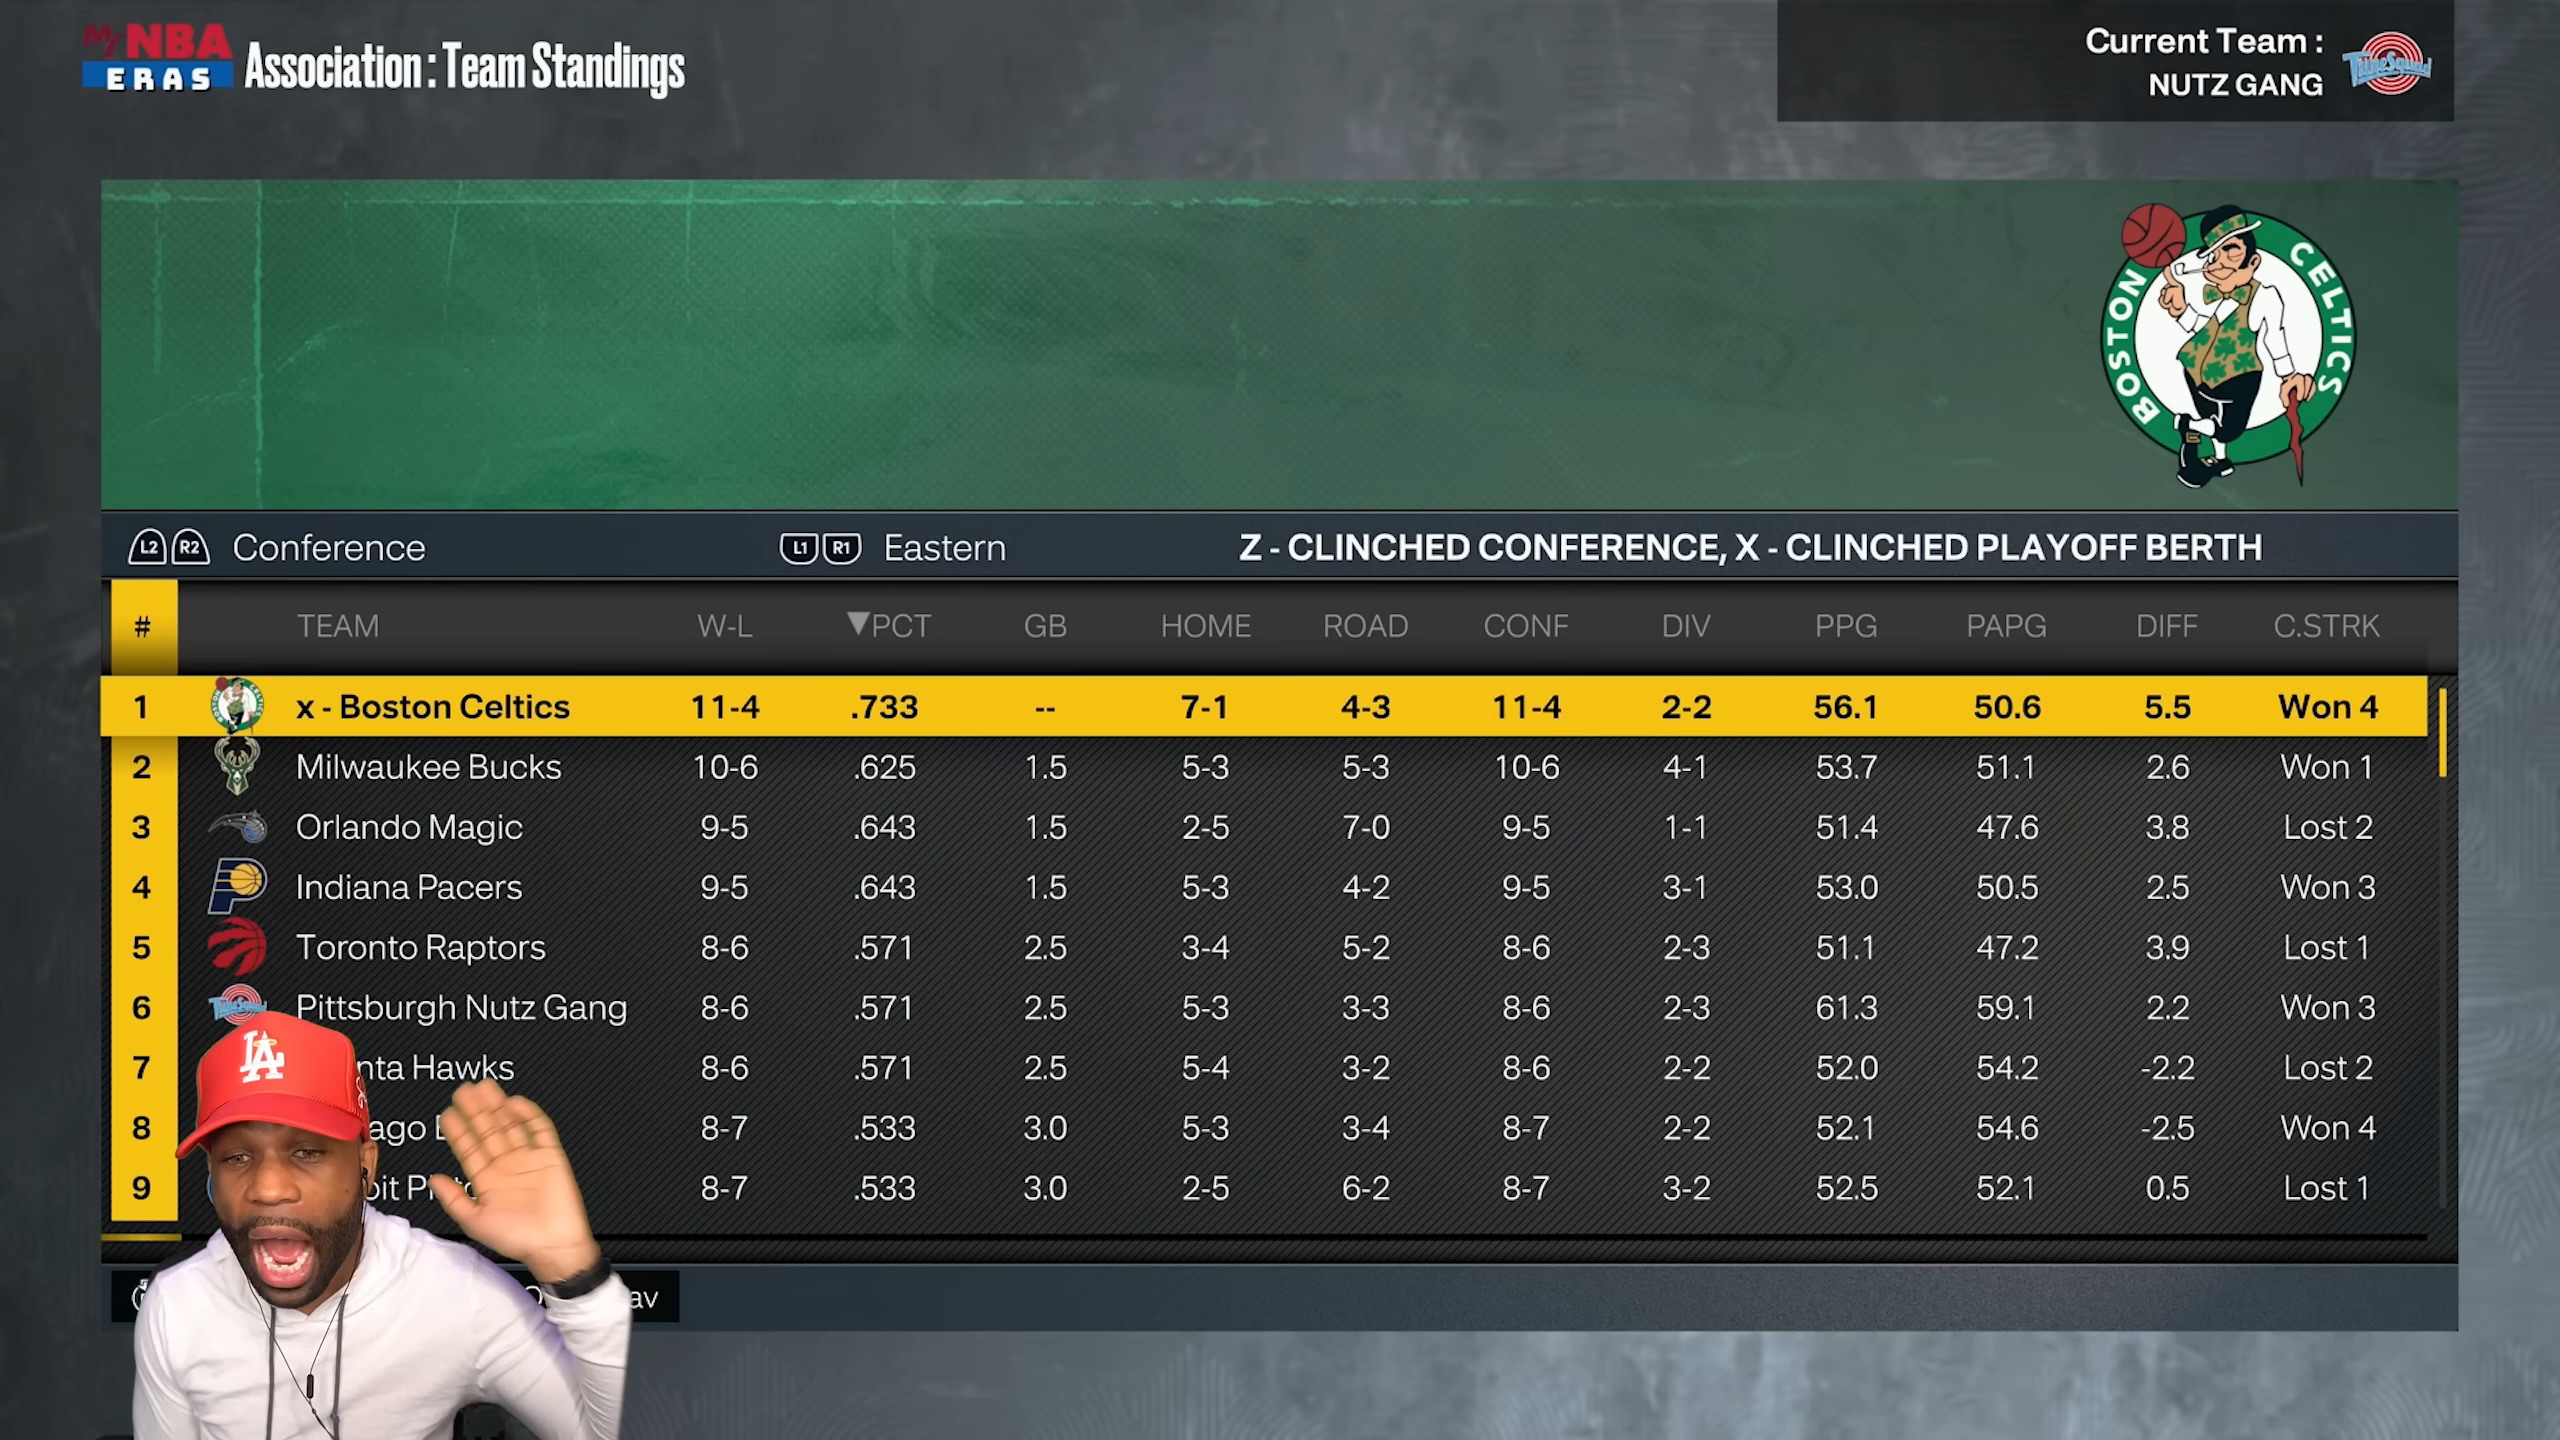 MyNBA
ERAS
Association : Team Standings
Current Team :
NUTZ GANG
TuneSquad
BOSTON CELTICS
L2 R2 Conference
L1 R1 Eastern
Z - CLINCHED CONFERENCE, X - CLINCHED PLAYOFF BERTH
# TEAM W-L ▼PCT GB HOME ROAD CONF DIV PPG PAPG DIFF C.STRK
1 x - Boston Celtics 11-4 .733 -- 7-1 4-3 11-4 2-2 56.1 50.6 5.5 Won 4
2 Milwaukee Bucks 10-6 .625 1.5 5-3 5-3 10-6 4-1 53.7 51.1 2.6 Won 1
3 Orlando Magic 9-5 .643 1.5 2-5 7-0 9-5 1-1 51.4 47.6 3.8 Lost 2
4 Indiana Pacers 9-5 .643 1.5 5-3 4-2 9-5 3-1 53.0 50.5 2.5 Won 3
5 Toronto Raptors 8-6 .571 2.5 3-4 5-2 8-6 2-3 51.1 47.2 3.9 Lost 1
6 Pittsburgh Nutz Gang 8-6 .571 2.5 5-3 3-3 8-6 2-3 61.3 59.1 2.2 Won 3
7 nta Hawks 8-6 .571 2.5 5-4 3-2 8-6 2-2 52.0 54.2 -2.2 Lost 2
8 ago 8-7 .533 3.0 5-3 3-4 8-7 2-2 52.1 54.6 -2.5 Won 4
9 8-7 .533 3.0 2-5 6-2 8-7 3-2 52.5 52.1 0.5 Lost 1
LA